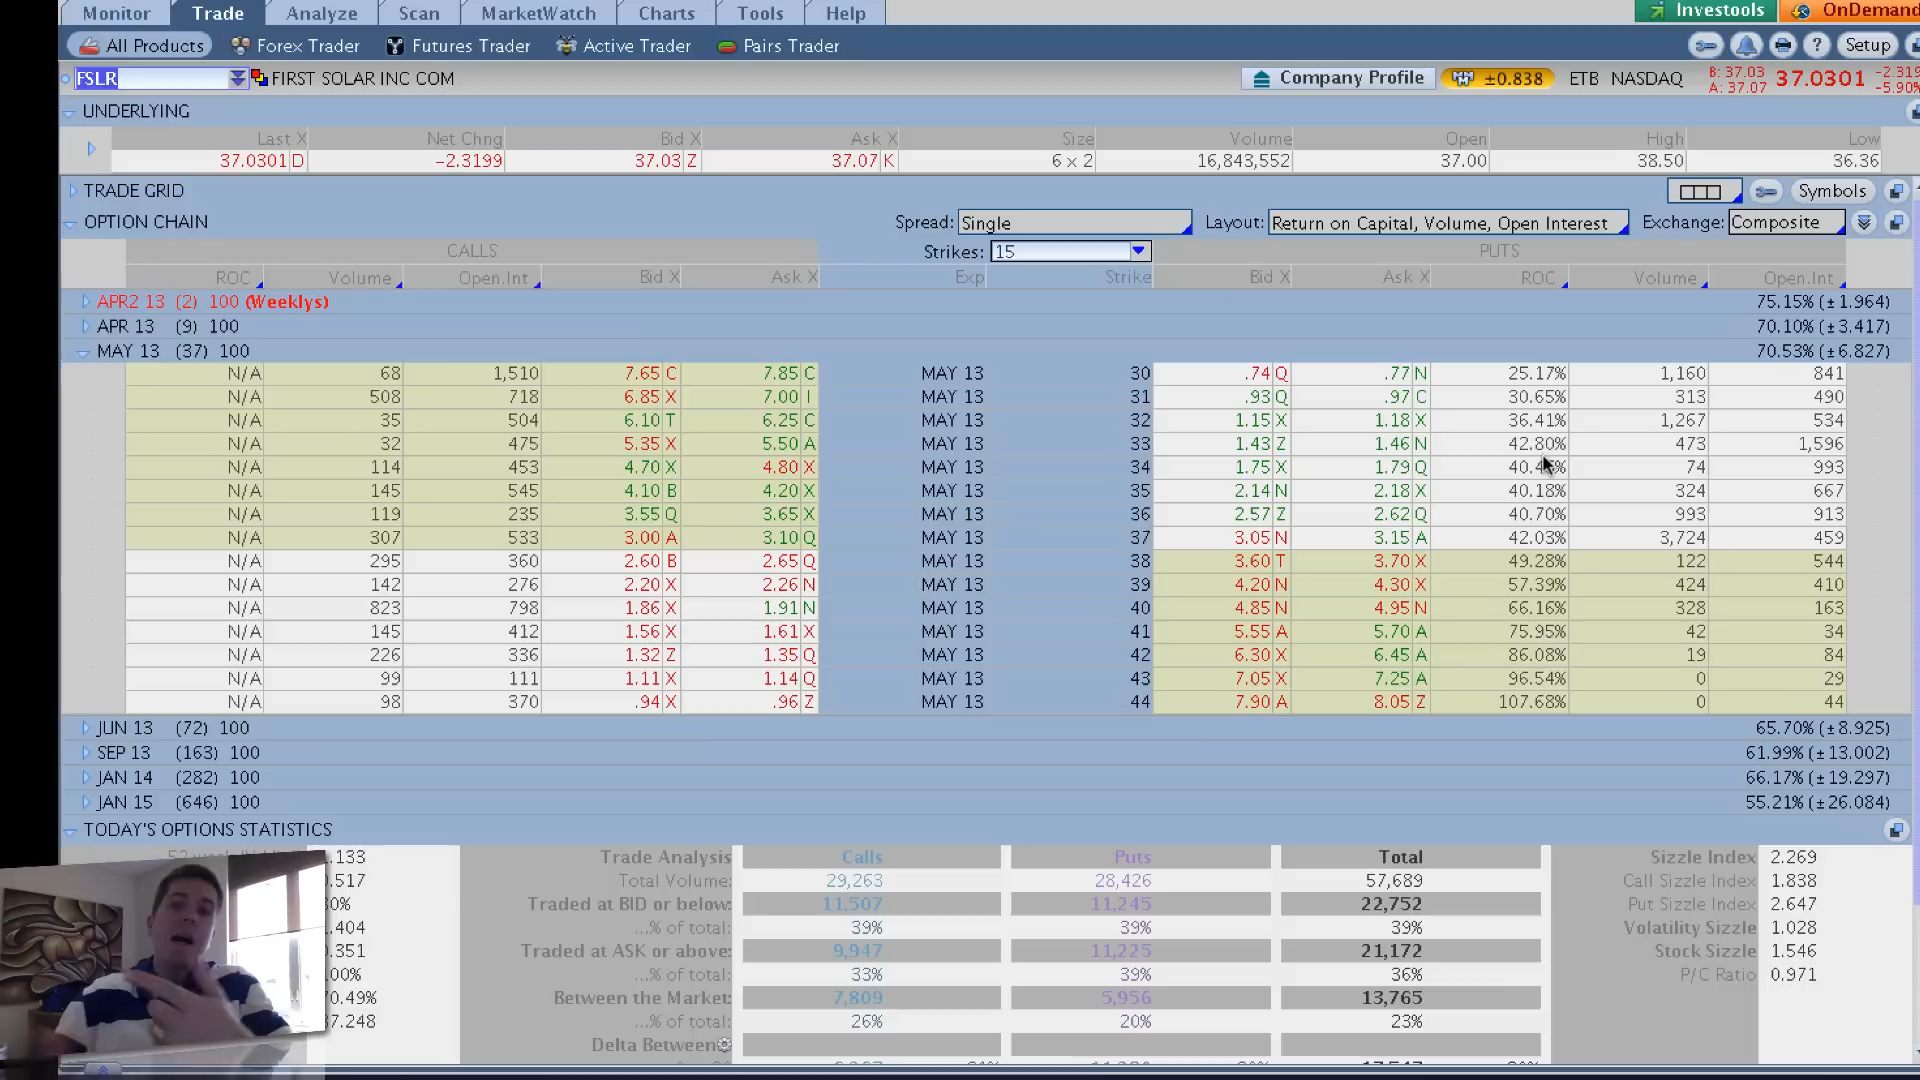 Monitor Trade Analyze Scan MarketWatch Charts Tools Help Investools OnDemand
All Products Forex Trader Futures Trader Active Trader Pairs Trader ? Setup
FSLR FIRST SOLAR INC COM Company Profile ±0.838 ETB NASDAQ B: 37.03 A: 37.07 37.0301 -2.319 -5.90%
UNDERLYING
Last X Net Chng Bid X Ask X Size Volume Open High Low
37.0301 D -2.3199 37.03 Z 37.07 K 6 x 2 16,843,552 37.00 38.50 36.36
TRADE GRID Symbols
OPTION CHAIN Spread: Single Layout: Return on Capital, Volume, Open Interest Exchange: Composite
CALLS Strikes: 15 PUTS
ROC Volume Open.Int Bid X Ask X Exp Strike Bid X Ask X ROC Volume Open.Int
APR2 13 (2) 100 (Weeklys) 75.15% (±1.964)
APR 13 (9) 100 70.10% (±3.417)
MAY 13 (37) 100 70.53% (±6.827)
N/A 68 1,510 7.65 C 7.85 C MAY 13 30 .74 Q .77 N 25.17% 1,160 841
N/A 508 718 6.85 X 7.00 I MAY 13 31 .93 Q .97 C 30.65% 313 490
N/A 35 504 6.10 T 6.25 C MAY 13 32 1.15 X 1.18 X 36.41% 1,267 534
N/A 32 475 5.35 X 5.50 A MAY 13 33 1.43 Z 1.46 N 42.80% 473 1,596
N/A 114 453 4.70 X 4.80 X MAY 13 34 1.75 X 1.79 Q 74 993
N/A 145 545 4.10 B 4.20 X MAY 13 35 2.14 N 2.18 X 40.18% 324 667
N/A 119 235 3.55 Q 3.65 X MAY 13 36 2.57 Z 2.62 Q 40.70% 993 913
N/A 307 533 3.00 A 3.10 Q MAY 13 37 3.05 N 3.15 A 42.03% 3,724 459
N/A 295 360 2.60 B 2.65 Q MAY 13 38 3.60 T 3.70 X 49.28% 122 544
N/A 142 276 2.20 X 2.26 N MAY 13 39 4.20 N 4.30 X 57.39% 424 410
N/A 823 798 1.86 X 1.91 N MAY 13 40 4.85 N 4.95 N 66.16% 328 163
N/A 145 412 1.56 X 1.61 X MAY 13 41 5.55 A 5.70 A 75.95% 42 34
N/A 226 336 1.32 Z 1.35 Q MAY 13 42 6.30 X 6.45 A 86.08% 19 84
N/A 99 111 1.11 X 1.14 Q MAY 13 43 7.05 X 7.25 A 96.54% 0 29
N/A 98 370 .94 X .96 Z MAY 13 44 7.90 A 8.05 Z 107.68% 0 44
JUN 13 (72) 100 65.70% (±8.925)
SEP 13 (163) 100 61.99% (±13.002)
JAN 14 (282) 100 66.17% (±19.297)
JAN 15 (646) 100 55.21% (±26.084)
TODAY'S OPTIONS STATISTICS
.133 Trade Analysis Calls Puts Total Sizzle Index 2.269
.517 Total Volume: 29,263 28,426 57,689 Call Sizzle Index 1.838
Traded at BID or below: 11,507 11,245 22,752 Put Sizzle Index 2.647
.404 ...% of total: 39% 39% 39% Volatility Sizzle 1.028
.351 Traded at ASK or above: 9,947 11,225 21,172 Stock Sizzle 1.546
...% of total: 33% 39% 36% P/C Ratio 0.971
Between the Market: 7,809 5,956 13,765
...% of total: 26% 20% 23%
Delta Between